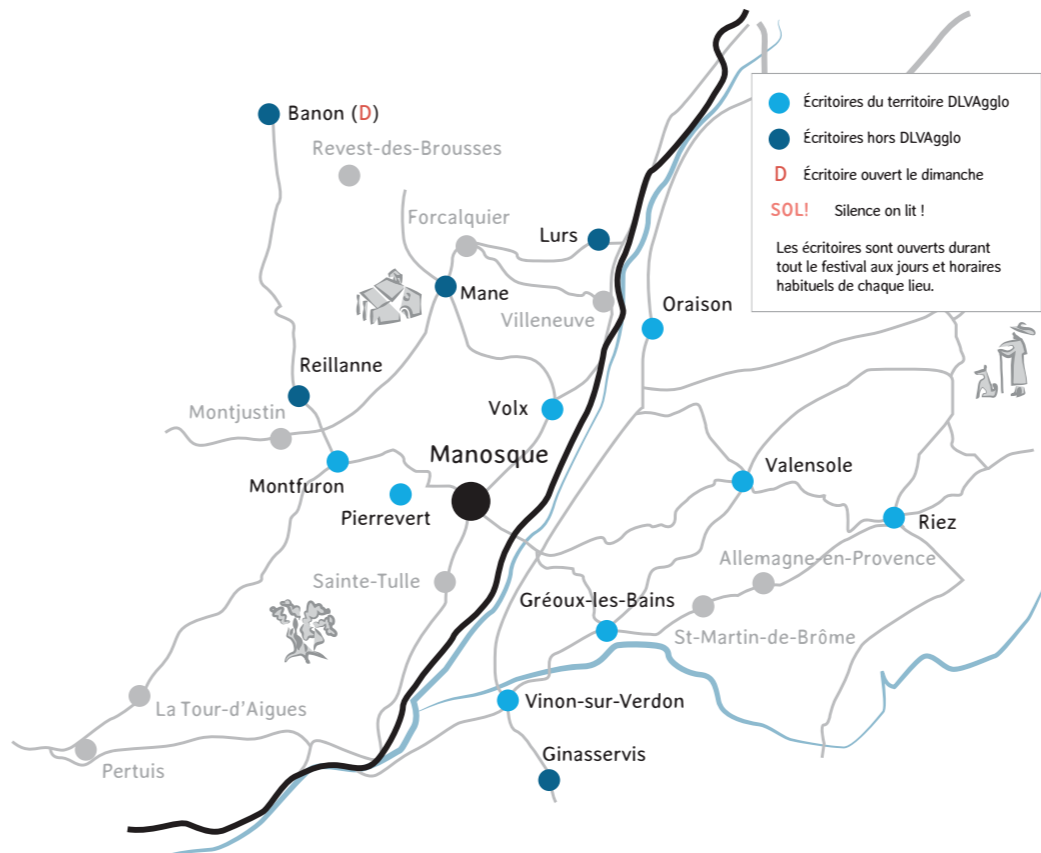 Écritoires du territoire DLVAgglo
Écritoires hors DLVAgglo
D Écritoire ouvert le dimanche
SOL! Silence on lit !
Les écritoires sont ouverts durant
tout le festival aux jours et horaires
habituels de chaque lieu.
Banon (D)
Revest-des-Brousses
Forcalquier
Lurs
Mane
Villeneuve
Oraison
Reillanne
Montjustin
Volx
Manosque
Valensole
Montfuron
Pierrevert
Riez
Allemagne-en-Provence
Sainte-Tulle
Gréoux-les-Bains
St-Martin-de-Brôme
La Tour-d'Aigues
Vinon-sur-Verdon
Ginasservis
Pertuis